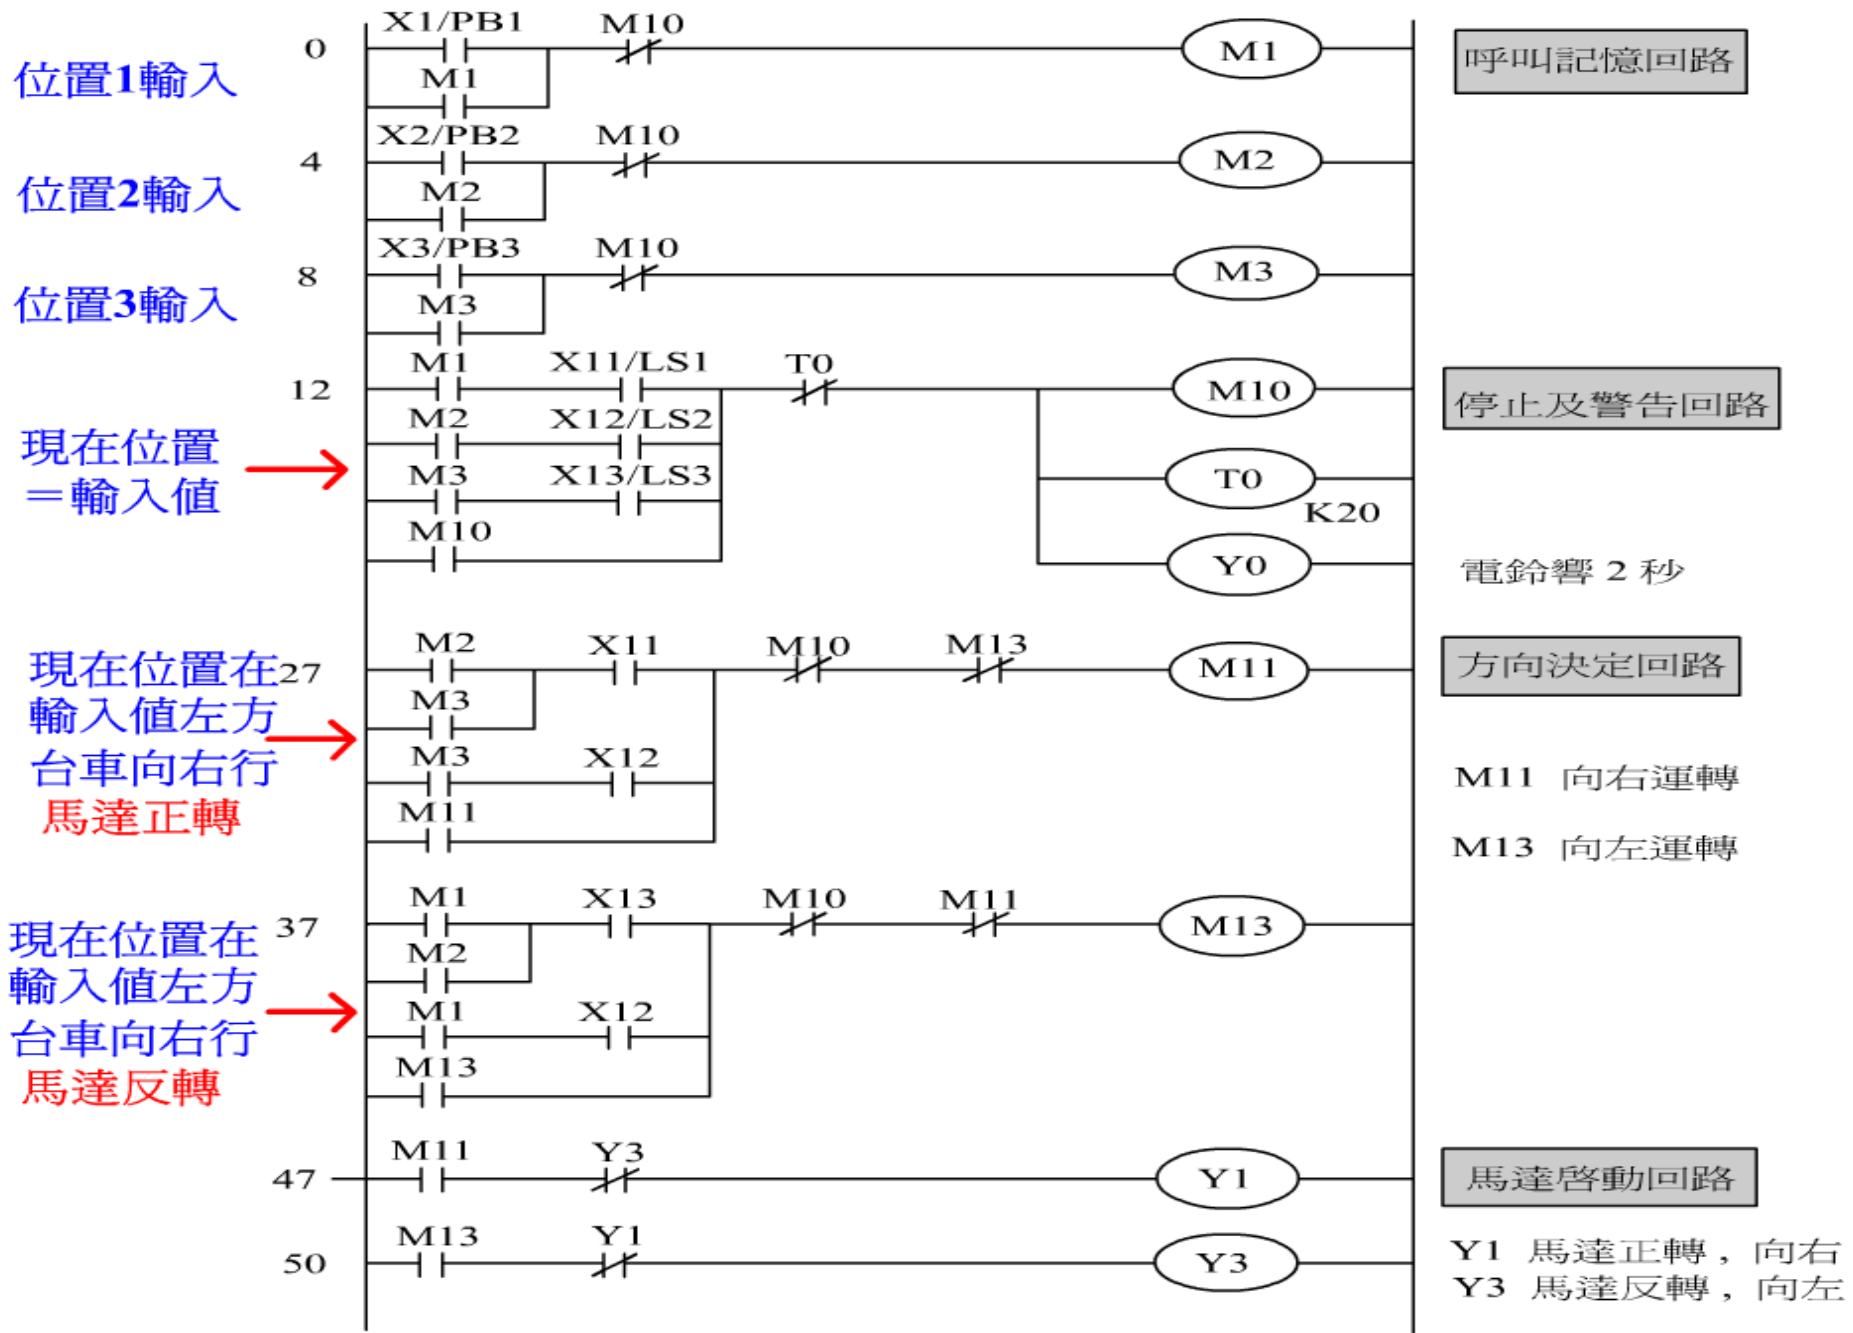 X1/PB1 M10
0 M1 呼叫記憶回路
位置1輸入 M1
X2/PB2 M10
4 M2
位置2輸入 M2
X3/PB3 M10
8 M3
位置3輸入 M3
M1 X11/LS1 T0
12 M10 停止及警告回路
M2 X12/LS2
現在位置
＝輸入值
M3 X13/LS3 T0
K20
M10
Y0 電鈴響 2 秒
M2 X11 M10 M13
27 M11 方向決定回路
現在位置在
輸入值左方
台車向右行
馬達正轉
M3
M3 X12
M11
M11 向右運轉
M13 向左運轉
M1 X13 M10 M11
37 M13
現在位置在
輸入值左方
台車向右行
馬達反轉
M2
M1 X12
M13
M11 Y3
47 Y1 馬達啓動回路
M13 Y1
50 Y3
Y1 馬達正轉 , 向右
Y3 馬達反轉 , 向左